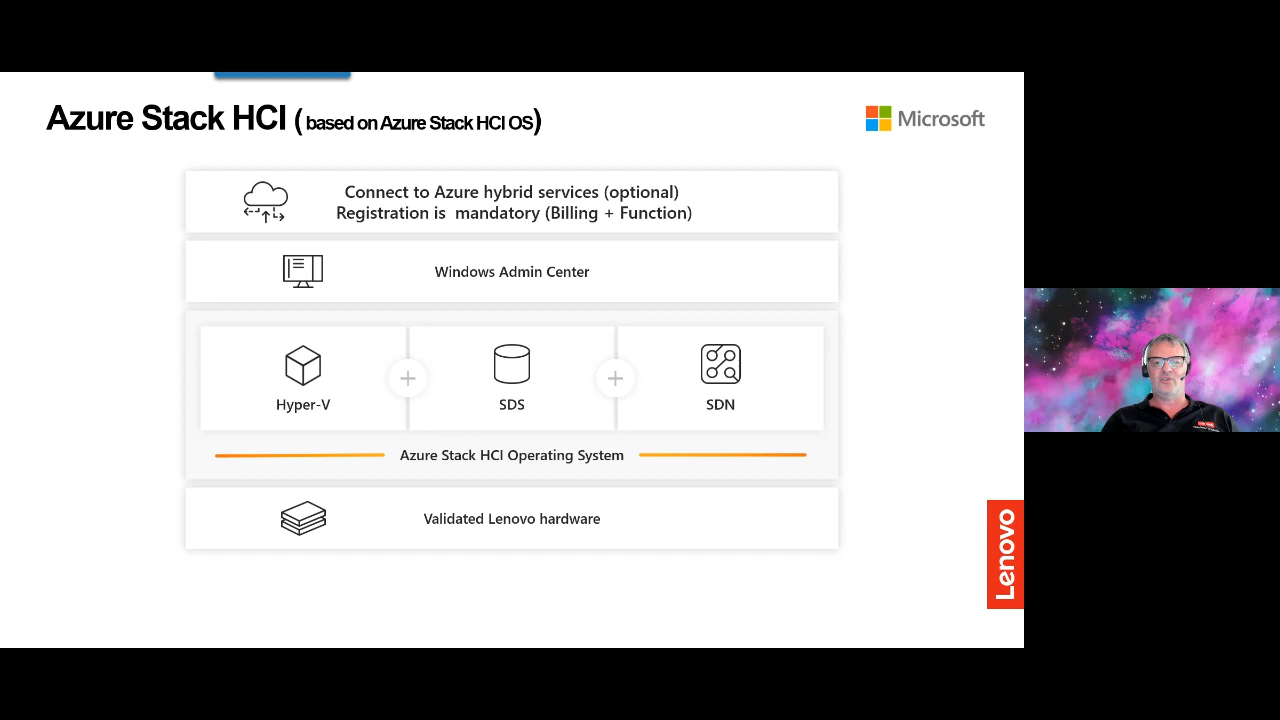 Azure Stack HCI ( based on Azure Stack HCI OS)
Microsoft
Connect to Azure hybrid services (optional)
Registration is mandatory (Billing + Function)
Windows Admin Center
Hyper-V
SDS
SDN
Azure Stack HCI Operating System
Validated Lenovo hardware
Lenovo